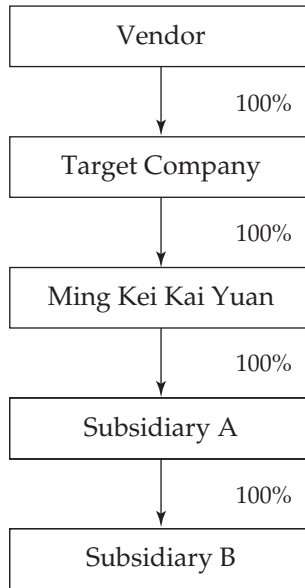 Vendor
100%
Target Company
100%
Ming Kei Kai Yuan
100%
Subsidiary A
100%
Subsidiary B